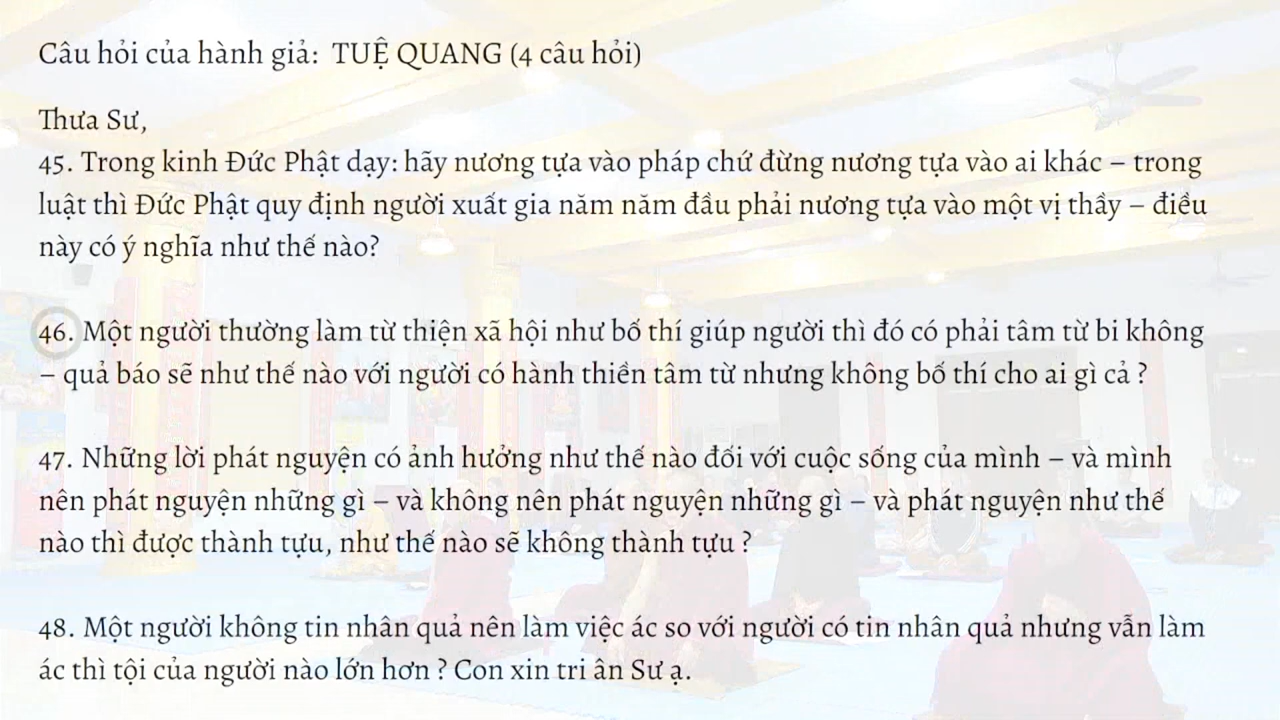 Câu hỏi của hành giả: TUỆ QUANG (4 câu hỏi)
Thưa Sư,
45. Trong kinh Đức Phật dạy: hãy nương tựa vào pháp chứ đừng nương tựa vào ai khác – trong
luật thì Đức Phật quy định người xuất gia năm năm đầu phải nương tựa vào một vị thầy – điều
này có ý nghĩa như thế nào?
46. Một người thường làm từ thiện xã hội như bố thí giúp người thì đó có phải tâm từ bi không
– quả báo sẽ như thế nào với người có hành thiền tâm từ nhưng không bố thí cho ai gì cả ?
47. Những lời phát nguyện có ảnh hưởng như thế nào đối với cuộc sống của mình – và mình
nên phát nguyện những gì – và không nên phát nguyện những gì – và phát nguyện như thế
nào thì được thành tựu, như thế nào sẽ không thành tựu ?
48. Một người không tin nhân quả nên làm việc ác so với người có tin nhân quả nhưng vẫn làm
ác thì tội của người nào lớn hơn ? Con xin tri ân Sư ạ.